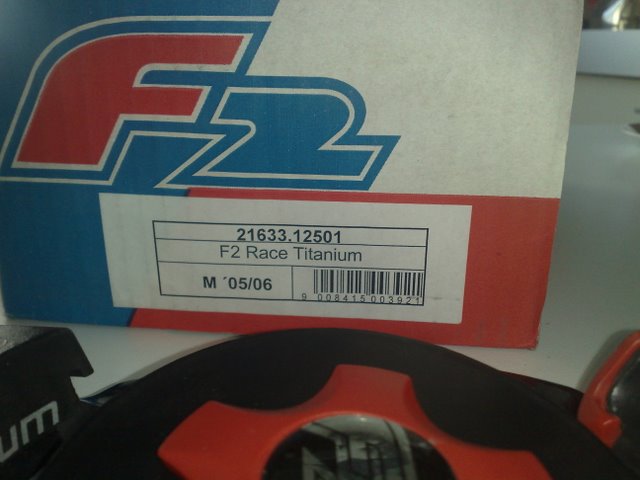 F2
21633.12501
F2 Race Titanium
M ´05/06
9 008415 003921
um